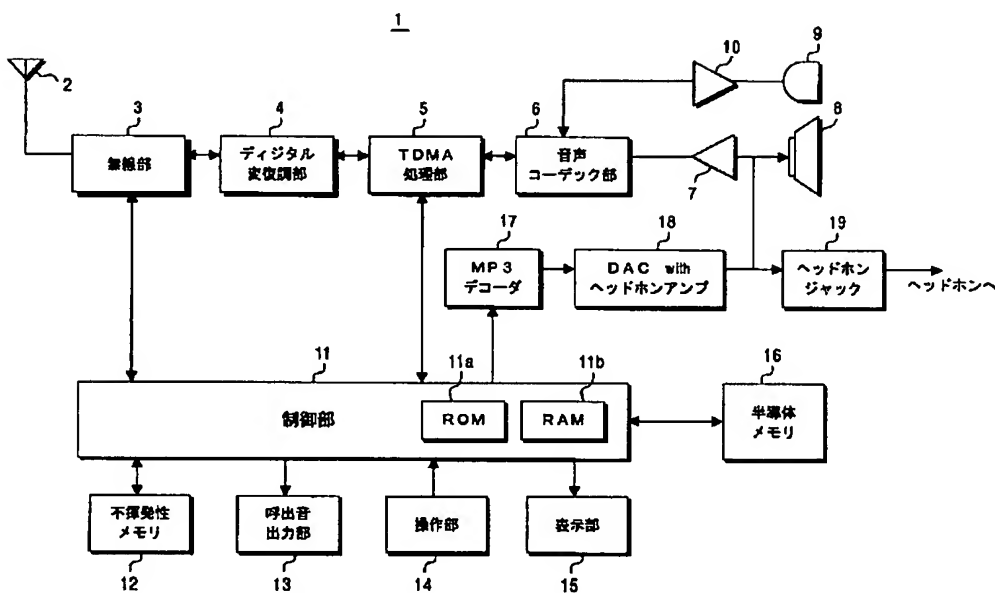 1
2
3
4
5
6
10
9
8
7
無線部
ディジタル
変復調部
TDMA
処理部
音声
コーデック部
17
18
19
MP3
デコーダ
DAC with
ヘッドホンアンプ
ヘッドホン
ジャック
ヘッドホンへ
11
11a
11b
16
制御部
ROM
RAM
半導体
メモリ
不揮発性
メモリ
呼出音
出力部
操作部
表示部
12
13
14
15